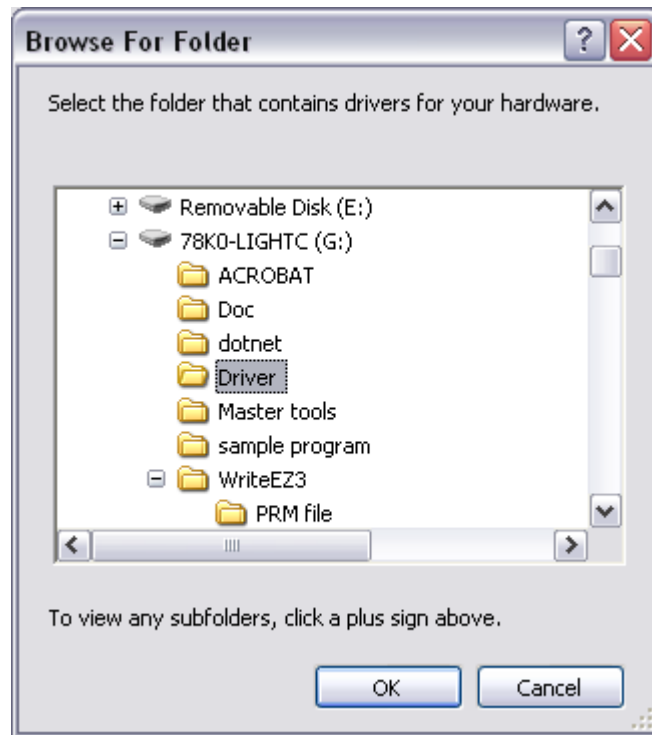 Browse For Folder
Select the folder that contains drivers for your hardware.
Removable Disk (E:)
78K0-LIGHTC (G:)
ACROBAT
Doc
dotnet
Driver
Master tools
sample program
WriteEZ3
PRM file
To view any subfolders, click a plus sign above.
OK Cancel